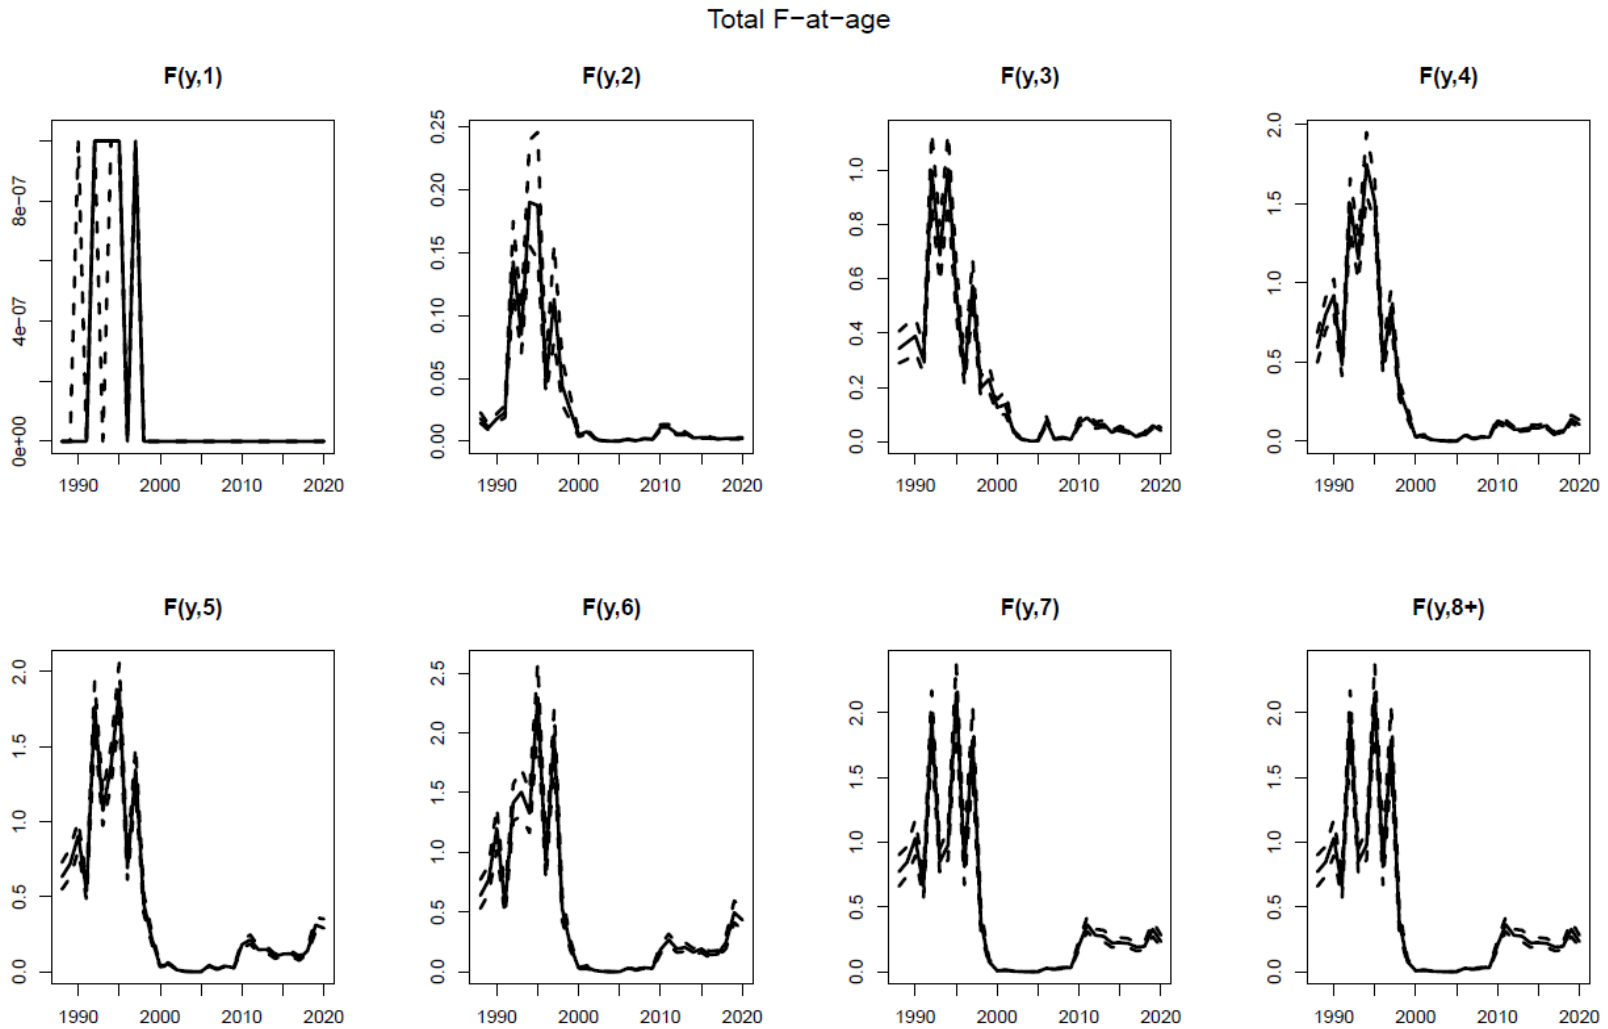 Total F−at−age
F(y,1)
F(y,2)
F(y,3)
F(y,4)
0e+00 4e−07 8e−07
0.00 0.05 0.10 0.15 0.20 0.25
0.0 0.2 0.4 0.6 0.8 1.0
0.0 0.5 1.0 1.5 2.0
1990 2000 2010 2020
1990 2000 2010 2020
1990 2000 2010 2020
1990 2000 2010 2020
F(y,5)
F(y,6)
F(y,7)
F(y,8+)
0.0 0.5 1.0 1.5 2.0
0.0 0.5 1.0 1.5 2.0 2.5
0.0 0.5 1.0 1.5 2.0
0.0 0.5 1.0 1.5 2.0
1990 2000 2010 2020
1990 2000 2010 2020
1990 2000 2010 2020
1990 2000 2010 2020